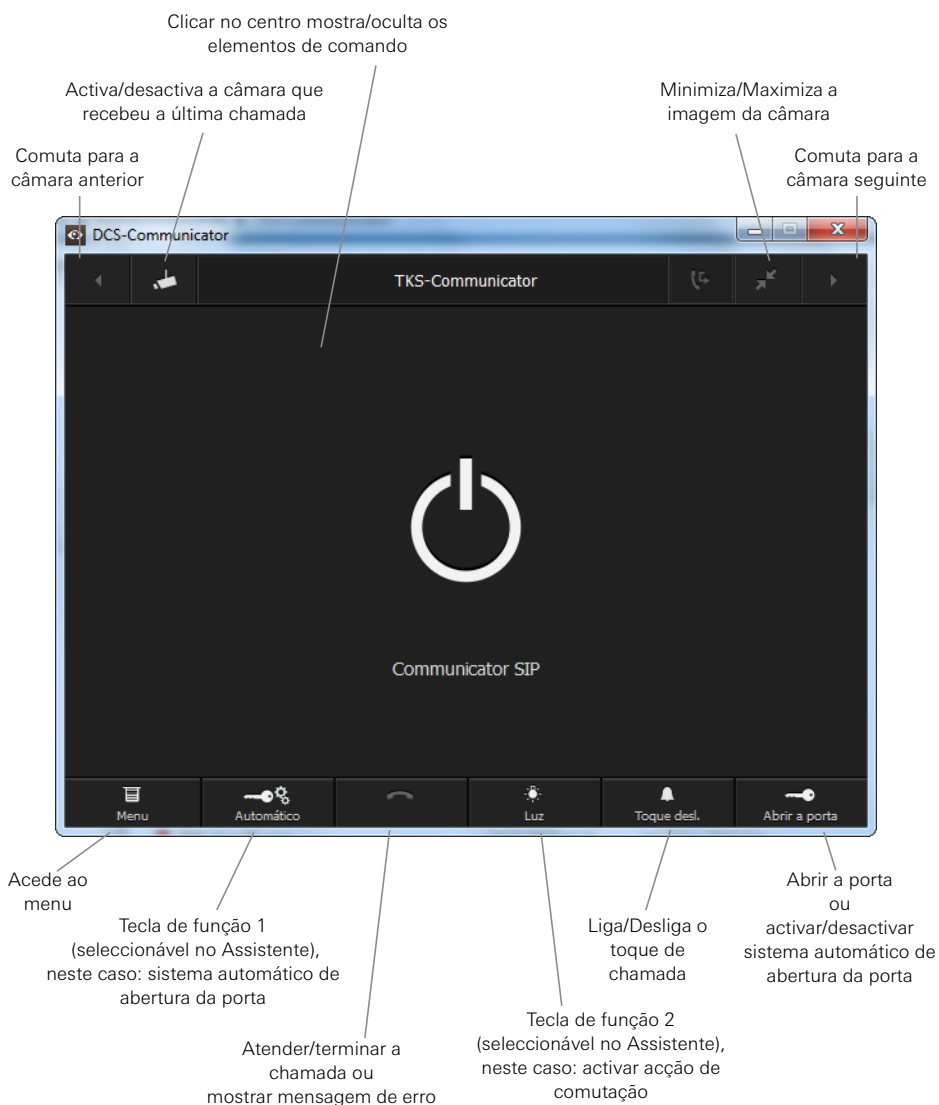 Clicar no centro mostra/oculta os
elementos de comando
Activa/desactiva a câmara que
recebeu a última chamada
Minimiza/Maximiza a
imagem da câmara
Comuta para a
câmara anterior
Comuta para a
câmara seguinte
DCS-Communicator
TKS-Communicator
Communicator SIP
Menu
Automático
Luz
Toque desl.
Abrir a porta
Acede ao
menu
Tecla de função 1
(seleccionável no Assistente),
neste caso: sistema automático de
abertura da porta
Atender/terminar a
chamada ou
mostrar mensagem de erro
Tecla de função 2
(seleccionável no Assistente),
neste caso: activar acção de
comutação
Liga/Desliga o
toque de
chamada
Abrir a porta
ou
activar/desactivar
sistema automático de
abertura da porta